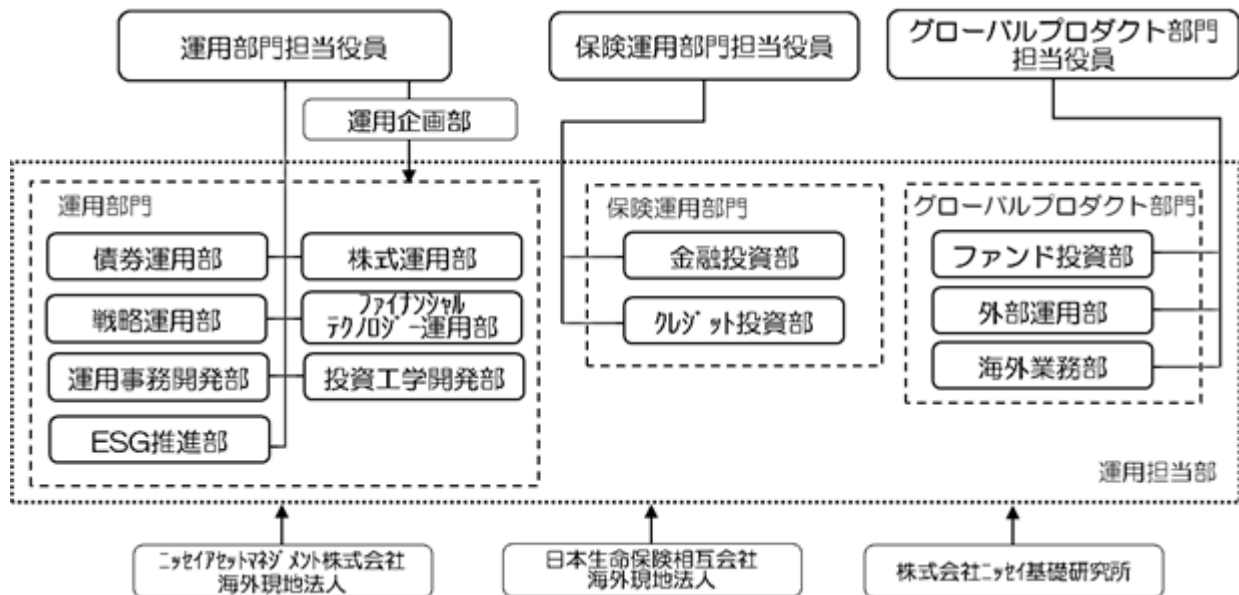 運用部門担当役員
保険運用部門担当役員
グローバルプロダクト部門
担当役員
運用企画部
運用部門
保険運用部門
グローバルプロダクト部門
債券運用部
株式運用部
金融投資部
ファンド投資部
戦略運用部
ファイナンシャル
テクノロジー運用部
クレジット投資部
外部運用部
運用事務開発部
投資工学開発部
海外業務部
ESG推進部
運用担当部
ニッセイアセットマネジメント株式会社
海外現地法人
日本生命保険相互会社
海外現地法人
株式会社ニッセイ基礎研究所